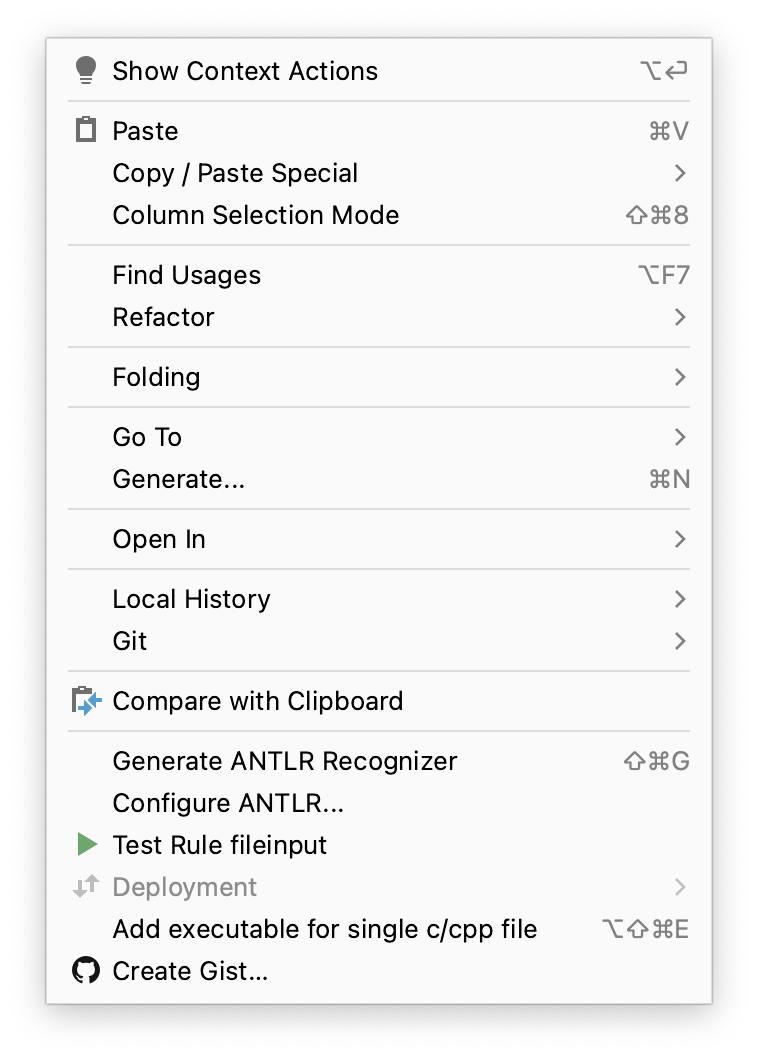 Show Context Actions ⌥⏎
Paste ⌘V
Copy / Paste Special
Column Selection Mode ⇧⌘8
Find Usages ⌥F7
Refactor
Folding
Go To
Generate... ⌘N
Open In
Local History
Git
Compare with Clipboard
Generate ANTLR Recognizer ⇧⌘G
Configure ANTLR...
Test Rule fileinput
Deployment
Add executable for single c/cpp file ⌥⇧⌘E
Create Gist...